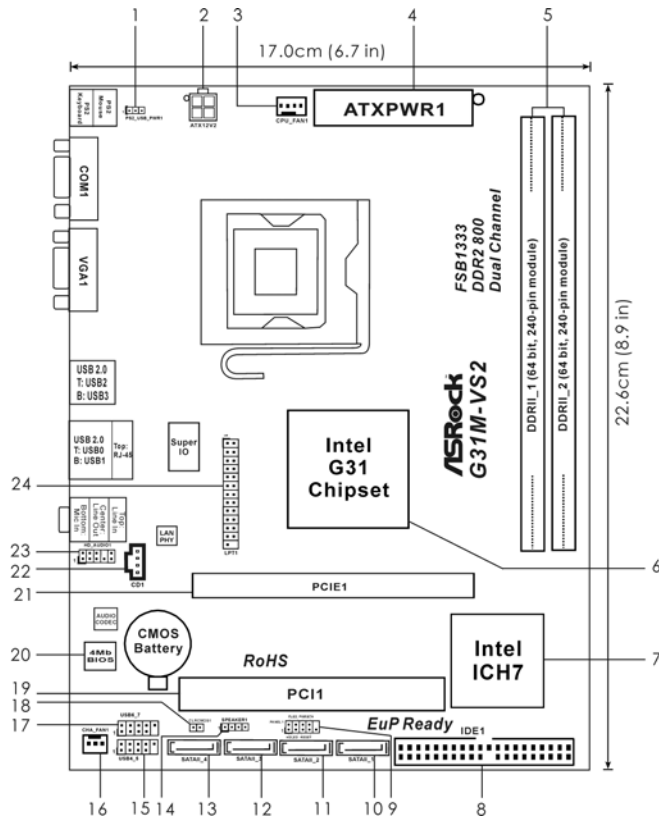 1 2 3 4 5
17.0cm (6.7 in)
PS2
Mouse
PS2
Keyboard
PS2_USB_PWR1
ATX12V2
CPU_FAN1
ATXPWR1
COM1
VGA1
FSB1333
DDR2 800
Dual Channel
DDRII_1 (64 bit, 240-pin module)
DDRII_2 (64 bit, 240-pin module)
22.6cm (8.9 in)
ASRock
G31M-VS2
USB 2.0
T: USB2
B: USB3
USB 2.0
T: USB0
B: USB1
Top:
RJ-45
Super
IO
Intel
G31
Chipset
24
LPT1
Top:
Line In
Center:
Line Out
Bottom:
Mic In
LAN
PHY
23
HD_AUDIO1
22
CD1
21
PCIE1
6
AUDIO
CODEC
CMOS
Battery
20
4Mb
BIOS
RoHS
Intel
ICH7
7
19
PCI1
18
17
USB6_7
CLRCMOS1
SPEAKER1
PANEL1
EuP Ready
IDE1
CHA_FAN1
USB4_5
SATAII_4
SATAII_3
SATAII_2
SATAII_1
16 15 14 13 12 11 10 9 8